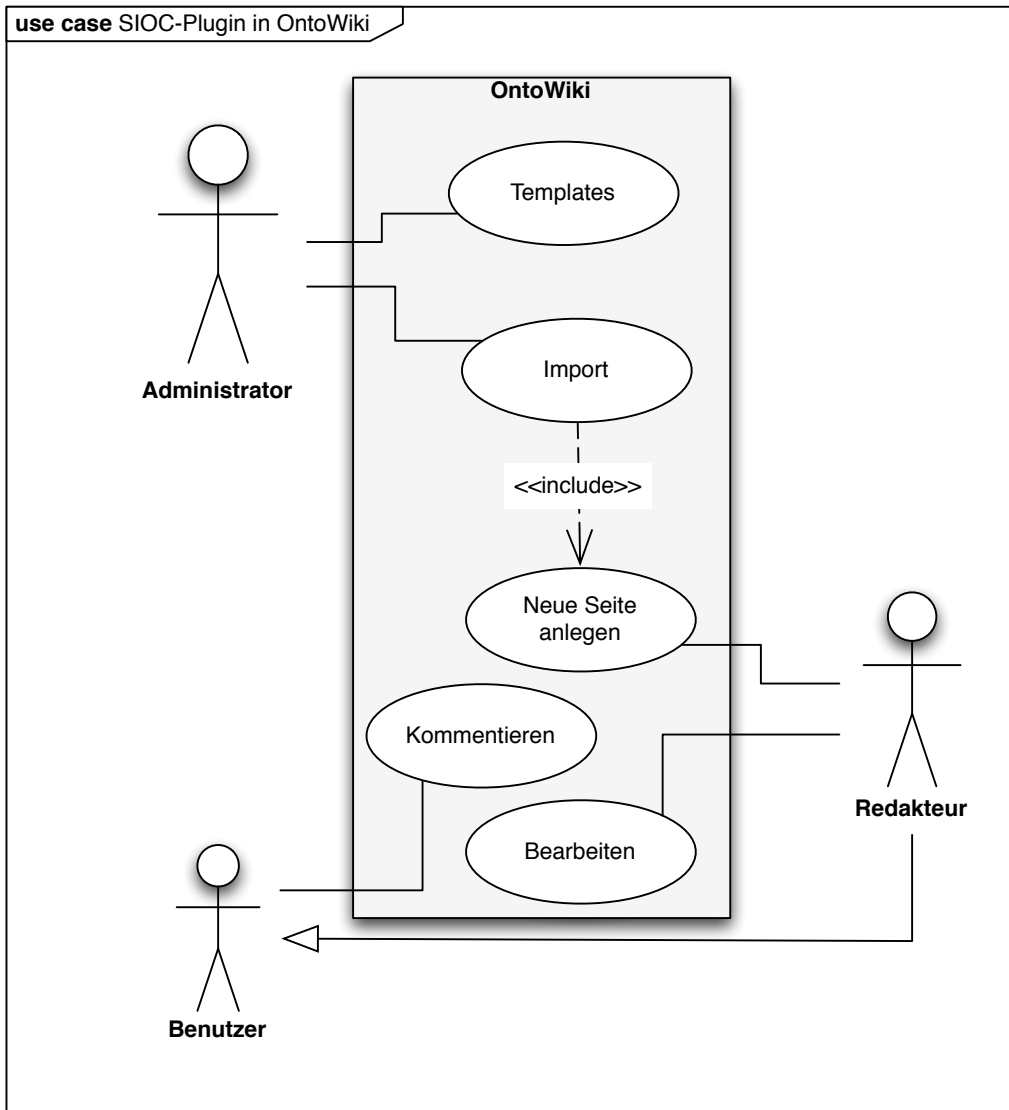 use case SIOC-Plugin in OntoWiki
OntoWiki
Templates
Import
Administrator
<<include>>
Neue Seite
anlegen
Kommentieren
Redakteur
Bearbeiten
Benutzer